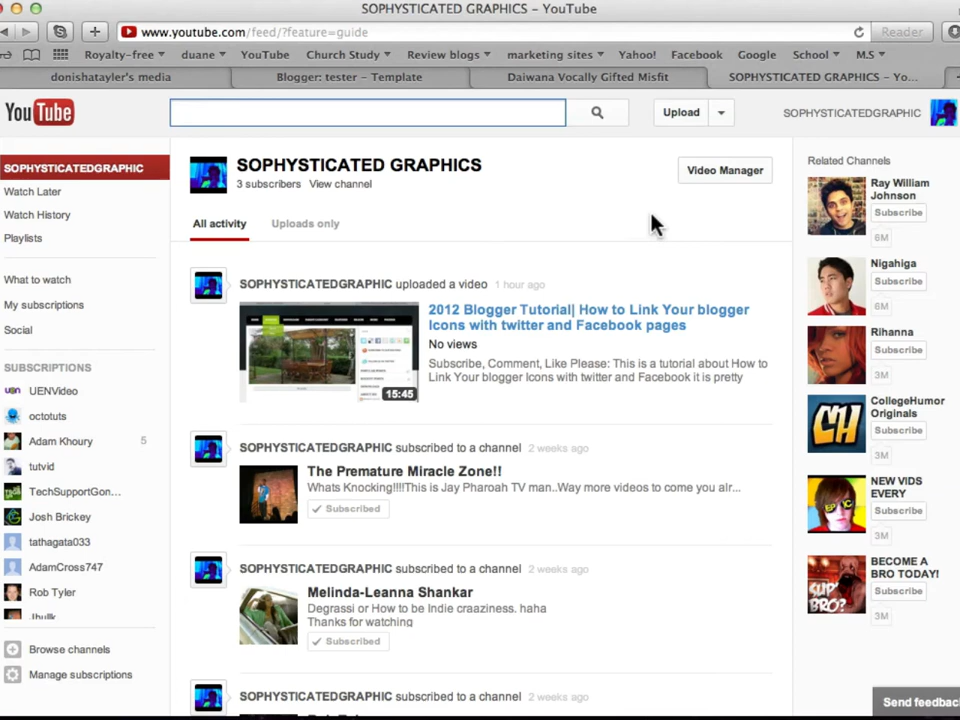 SOPHYSTICATED GRAPHICS – YouTube
www.youtube.com/feed/?feature=guide
Reader
Royalty-free
duane
YouTube
Church Study
Review blogs
marketing sites
Yahoo!
Facebook
Google
School
M.S
donishatayler's media
Blogger: tester - Template
Daiwana Vocally Gifted Misfit
SOPHYSTICATED GRAPHICS - Yo...
YouTube
Upload
SOPHYSTICATEDGRAPHIC
SOPHYSTICATEDGRAPHIC
Watch Later
Watch History
Playlists
What to watch
My subscriptions
Social
SUBSCRIPTIONS
UENVideo
octotuts
Adam Khoury 5
tutvid
TechSupportGon...
Josh Brickey
tathagata033
AdamCross747
Rob Tyler
Browse channels
Manage subscriptions
SOPHYSTICATED GRAPHICS
3 subscribers View channel
Video Manager
All activity
Uploads only
SOPHYSTICATEDGRAPHIC uploaded a video 1 hour ago
2012 Blogger Tutorial| How to Link Your blogger
Icons with twitter and Facebook pages
No views
Subscribe, Comment, Like Please: This is a tutorial about How to
Link Your blogger Icons with twitter and Facebook it is pretty
15:45
SOPHYSTICATEDGRAPHIC subscribed to a channel 2 weeks ago
The Premature Miracle Zone!!
Whats Knocking!!!!This is Jay Pharoah TV man..Way more videos to come you alr...
Subscribed
SOPHYSTICATEDGRAPHIC subscribed to a channel 2 weeks ago
Melinda-Leanna Shankar
Degrassi or How to be Indie craaziness. haha
Thanks for watching
Subscribed
SOPHYSTICATEDGRAPHIC subscribed to a channel 2 weeks ago
Related Channels
Ray William
Johnson
Subscribe
6M
Nigahiga
Subscribe
6M
Rihanna
Subscribe
3M
CH
CollegeHumor
Originals
Subscribe
3M
EPIC
NEW VIDS
EVERY
Subscribe
3M
SUP
BRO?
BECOME A
BRO TODAY!
Subscribe
3M
Send feedbac